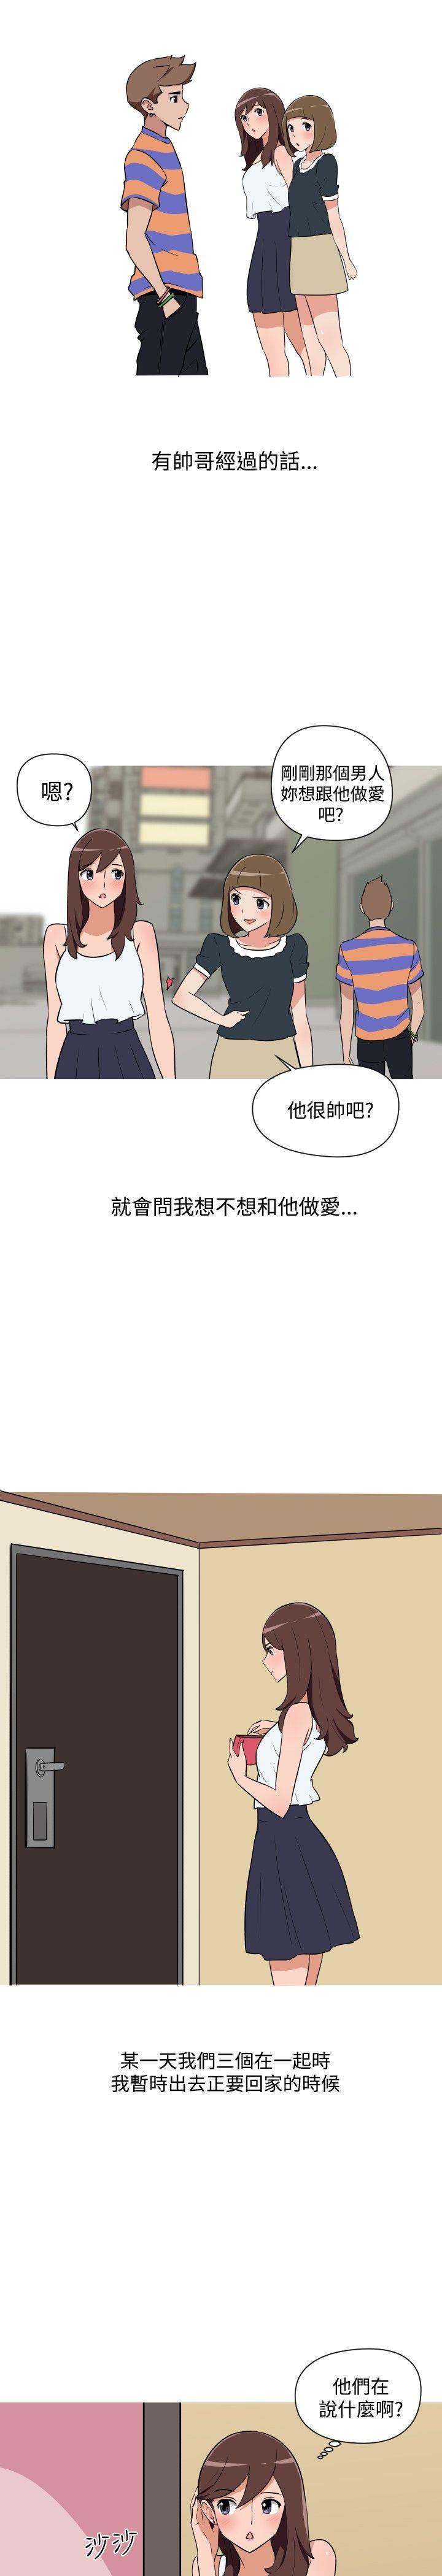 有帥哥經過的話...
嗯?
剛剛那個男人
妳想跟他做愛
吧?
他很帥吧?
就會問我想不想和他做愛...
某一天我們三個在一起時
我暫時出去正要回家的時候
他們在
說什麼啊?
沙沙